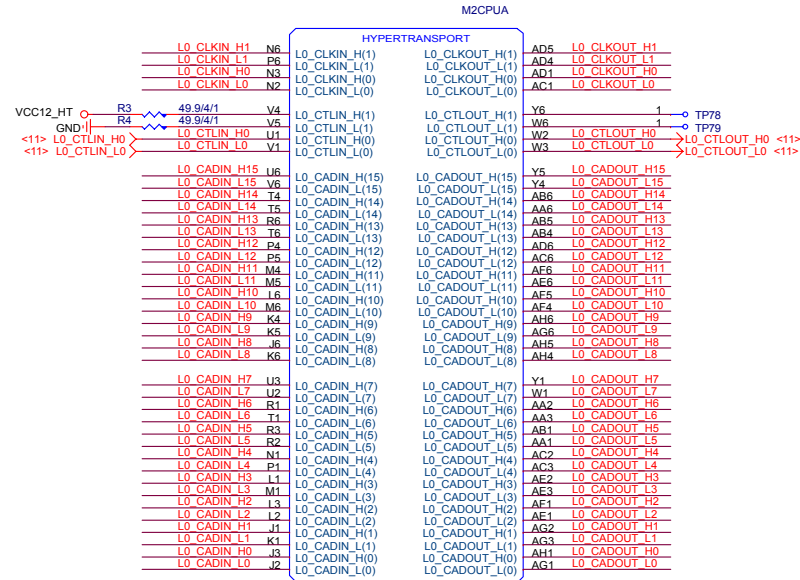 M2CPUA
HYPERTRANSPORT
L0_CLKIN_H1 N6 L0_CLKIN_H(1) L0_CLKOUT_H(1) AD5 L0_CLKOUT_H1
L0_CLKIN_L1 P6 L0_CLKIN_L(1) L0_CLKOUT_L(1) AD4 L0_CLKOUT_L1
L0_CLKIN_H0 N3 L0_CLKIN_H(0) L0_CLKOUT_H(0) AD1 L0_CLKOUT_H0
L0_CLKIN_L0 N2 L0_CLKIN_L(0) L0_CLKOUT_L(0) AC1 L0_CLKOUT_L0
VCC12_HT R3 49.9/4/1 V4 L0_CTLIN_H(1) L0_CTLOUT_H(1) Y6 1 TP78
GND R4 49.9/4/1 V5 L0_CTLIN_L(1) L0_CTLOUT_L(1) W6 1 TP79
<11> L0_CTLIN_H0 L0_CTLIN_H0 U1 L0_CTLIN_H(0) L0_CTLOUT_H(0) W2 L0_CTLOUT_H0 L0_CTLOUT_H0 <11>
<11> L0_CTLIN_L0 L0_CTLIN_L0 V1 L0_CTLIN_L(0) L0_CTLOUT_L(0) W3 L0_CTLOUT_L0 L0_CTLOUT_L0 <11>
L0_CADIN_H15 U6 L0_CADIN_H(15) L0_CADOUT_H(15) Y5 L0_CADOUT_H15
L0_CADIN_L15 V6 L0_CADIN_L(15) L0_CADOUT_L(15) Y4 L0_CADOUT_L15
L0_CADIN_H14 T4 L0_CADIN_H(14) L0_CADOUT_H(14) AB6 L0_CADOUT_H14
L0_CADIN_L14 T5 L0_CADIN_L(14) L0_CADOUT_L(14) AA6 L0_CADOUT_L14
L0_CADIN_H13 R6 L0_CADIN_H(13) L0_CADOUT_H(13) AB5 L0_CADOUT_H13
L0_CADIN_L13 T6 L0_CADIN_L(13) L0_CADOUT_L(13) AB4 L0_CADOUT_L13
L0_CADIN_H12 P4 L0_CADIN_H(12) L0_CADOUT_H(12) AD6 L0_CADOUT_H12
L0_CADIN_L12 P5 L0_CADIN_L(12) L0_CADOUT_L(12) AC6 L0_CADOUT_L12
L0_CADIN_H11 M4 L0_CADIN_H(11) L0_CADOUT_H(11) AF6 L0_CADOUT_H11
L0_CADIN_L11 M5 L0_CADIN_L(11) L0_CADOUT_L(11) AE6 L0_CADOUT_L11
L0_CADIN_H10 L6 L0_CADIN_H(10) L0_CADOUT_H(10) AF5 L0_CADOUT_H10
L0_CADIN_L10 M6 L0_CADIN_L(10) L0_CADOUT_L(10) AF4 L0_CADOUT_L10
L0_CADIN_H9 K4 L0_CADIN_H(9) L0_CADOUT_H(9) AH6 L0_CADOUT_H9
L0_CADIN_L9 K5 L0_CADIN_L(9) L0_CADOUT_L(9) AG6 L0_CADOUT_L9
L0_CADIN_H8 J6 L0_CADIN_H(8) L0_CADOUT_H(8) AH5 L0_CADOUT_H8
L0_CADIN_L8 K6 L0_CADIN_L(8) L0_CADOUT_L(8) AH4 L0_CADOUT_L8
L0_CADIN_H7 U3 L0_CADIN_H(7) L0_CADOUT_H(7) Y1 L0_CADOUT_H7
L0_CADIN_L7 U2 L0_CADIN_L(7) L0_CADOUT_L(7) W1 L0_CADOUT_L7
L0_CADIN_H6 R1 L0_CADIN_H(6) L0_CADOUT_H(6) AA2 L0_CADOUT_H6
L0_CADIN_L6 T1 L0_CADIN_L(6) L0_CADOUT_L(6) AA3 L0_CADOUT_L6
L0_CADIN_H5 R3 L0_CADIN_H(5) L0_CADOUT_H(5) AB1 L0_CADOUT_H5
L0_CADIN_L5 R2 L0_CADIN_L(5) L0_CADOUT_L(5) AA1 L0_CADOUT_L5
L0_CADIN_H4 N1 L0_CADIN_H(4) L0_CADOUT_H(4) AC2 L0_CADOUT_H4
L0_CADIN_L4 P1 L0_CADIN_L(4) L0_CADOUT_L(4) AC3 L0_CADOUT_L4
L0_CADIN_H3 L1 L0_CADIN_H(3) L0_CADOUT_H(3) AE2 L0_CADOUT_H3
L0_CADIN_L3 M1 L0_CADIN_L(3) L0_CADOUT_L(3) AE3 L0_CADOUT_L3
L0_CADIN_H2 L3 L0_CADIN_H(2) L0_CADOUT_H(2) AF1 L0_CADOUT_H2
L0_CADIN_L2 L2 L0_CADIN_L(2) L0_CADOUT_L(2) AE1 L0_CADOUT_L2
L0_CADIN_H1 J1 L0_CADIN_H(1) L0_CADOUT_H(1) AG2 L0_CADOUT_H1
L0_CADIN_L1 K1 L0_CADIN_L(1) L0_CADOUT_L(1) AG3 L0_CADOUT_L1
L0_CADIN_H0 J3 L0_CADIN_H(0) L0_CADOUT_H(0) AH1 L0_CADOUT_H0
L0_CADIN_L0 J2 L0_CADIN_L(0) L0_CADOUT_L(0) AG1 L0_CADOUT_L0